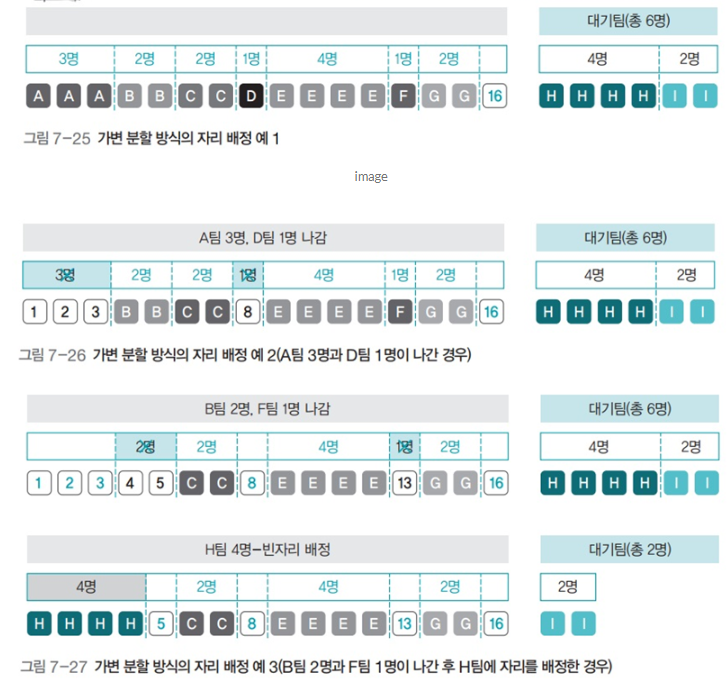 대기팀(총 6명)
3명 2명 2명 1명 4명 1명 2명 4명 2명
A A A B B C C D E E E E F G G 16 H H H H I I
그림 7-25 가변 분할 방식의 자리 배정 예 1
image
A팀 3명, D팀 1명 나감 대기팀(총 6명)
3명 2명 2명 1명 4명 1명 2명 4명 2명
1 2 3 B B C C 8 E E E E F G G 16 H H H H I I
그림 7-26 가변 분할 방식의 자리 배정 예 2(A팀 3명과 D팀 1명이 나간 경우)
B팀 2명, F팀 1명 나감 대기팀(총 6명)
2명 2명 4명 1명 2명 4명 2명
1 2 3 4 5 C C 8 E E E E 13 G G 16 H H H H I I
H팀 4명-빈자리 배정 대기팀(총 2명)
4명 2명 4명 2명 2명
H H H H 5 C C 8 E E E E 13 G G 16 I I
그림 7-27 가변 분할 방식의 자리 배정 예 3(B팀 2명과 F팀 1명이 나간 후 H팀에 자리를 배정한 경우)